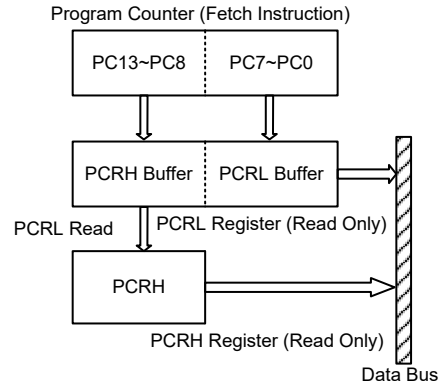 Program Counter (Fetch Instruction)
PC13~PC8
PC7~PC0
PCRH Buffer
PCRL Buffer
PCRL Read
PCRL Register (Read Only)
PCRH
PCRH Register (Read Only)
Data Bus